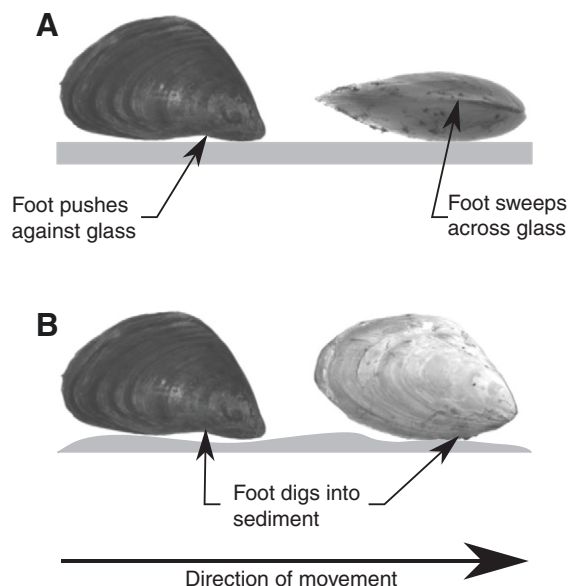 A
Foot pushes
against glass
Foot sweeps
across glass
B
Foot digs into
sediment
Direction of movement